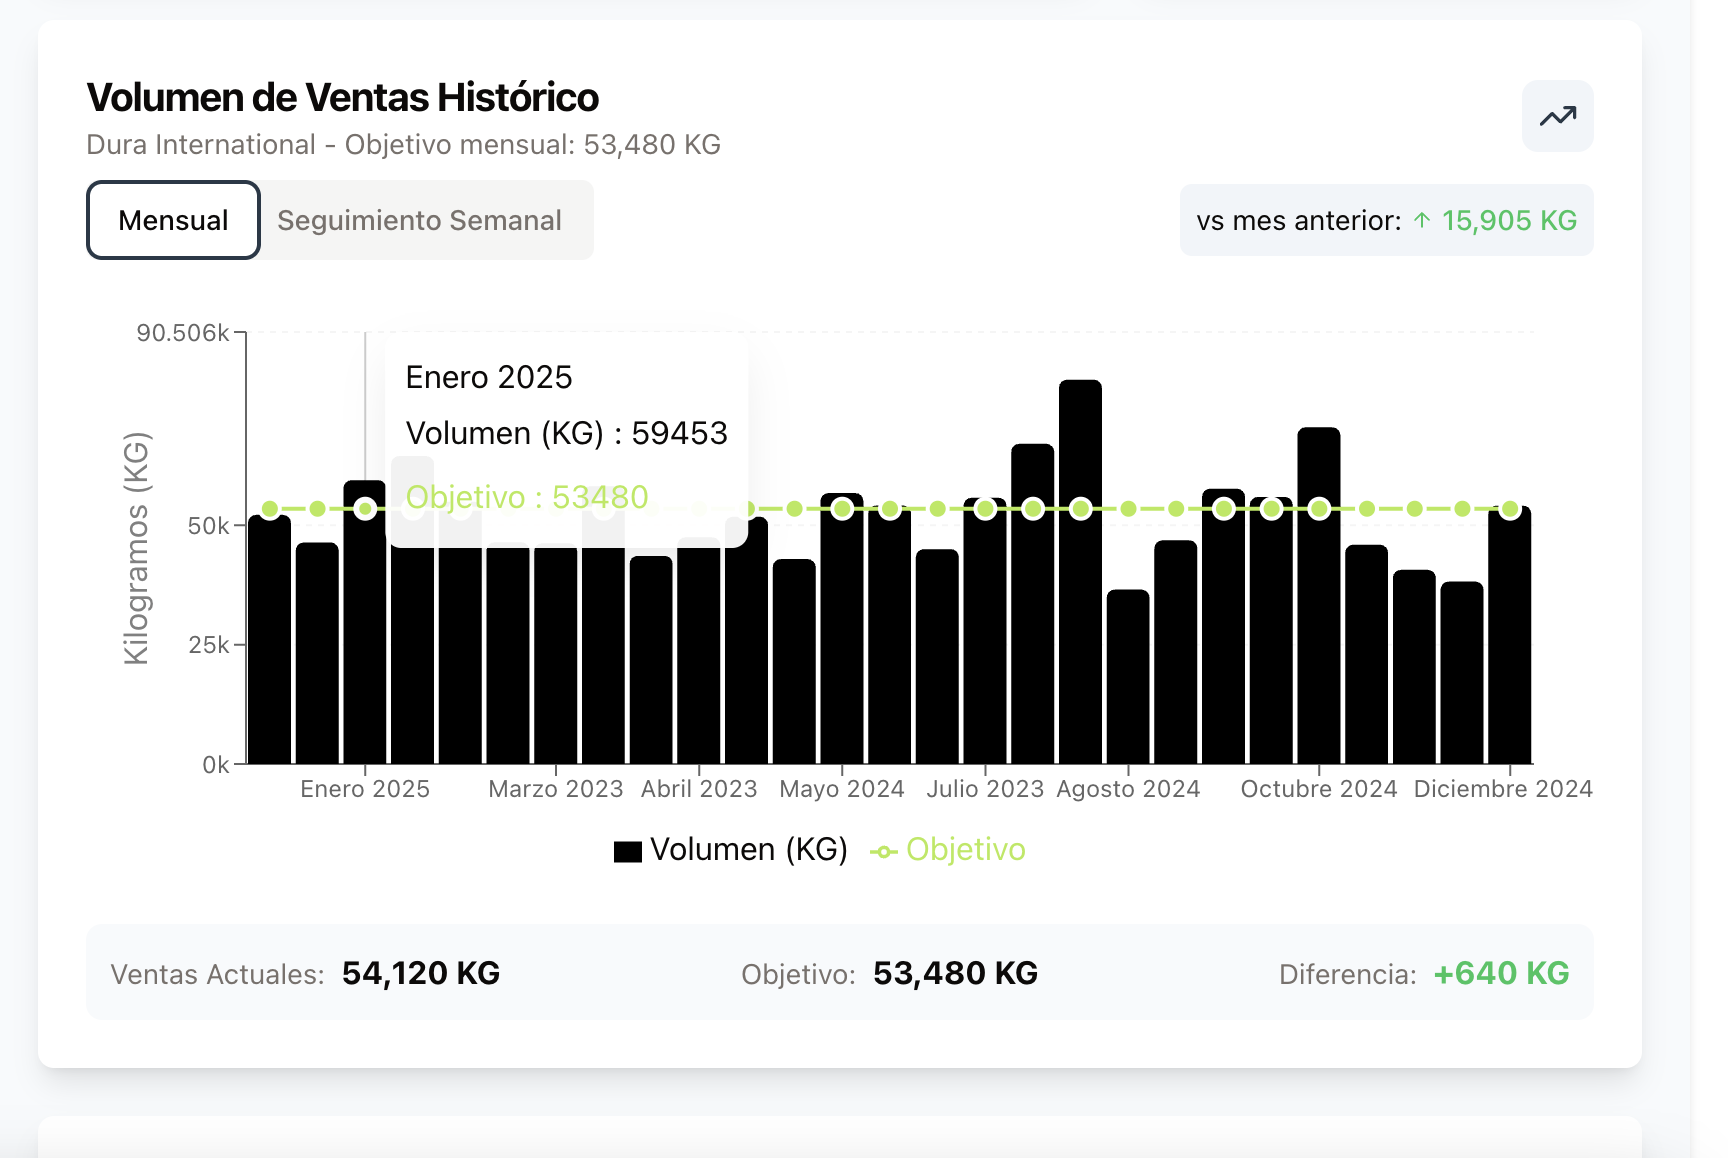 Volumen de Ventas Histórico
Dura International - Objetivo mensual: 53,480 KG
Mensual
Seguimiento Semanal
vs mes anterior: ↑ 15,905 KG
90.506k
50k
25k
0k
Kilogramos (KG)
Enero 2025
Volumen (KG) : 59453
Objetivo : 53480
Enero 2025
Marzo 2023
Abril 2023
Mayo 2024
Julio 2023
Agosto 2024
Octubre 2024
Diciembre 2024
Volumen (KG)
Objetivo
Ventas Actuales: 54,120 KG
Objetivo: 53,480 KG
Diferencia: +640 KG